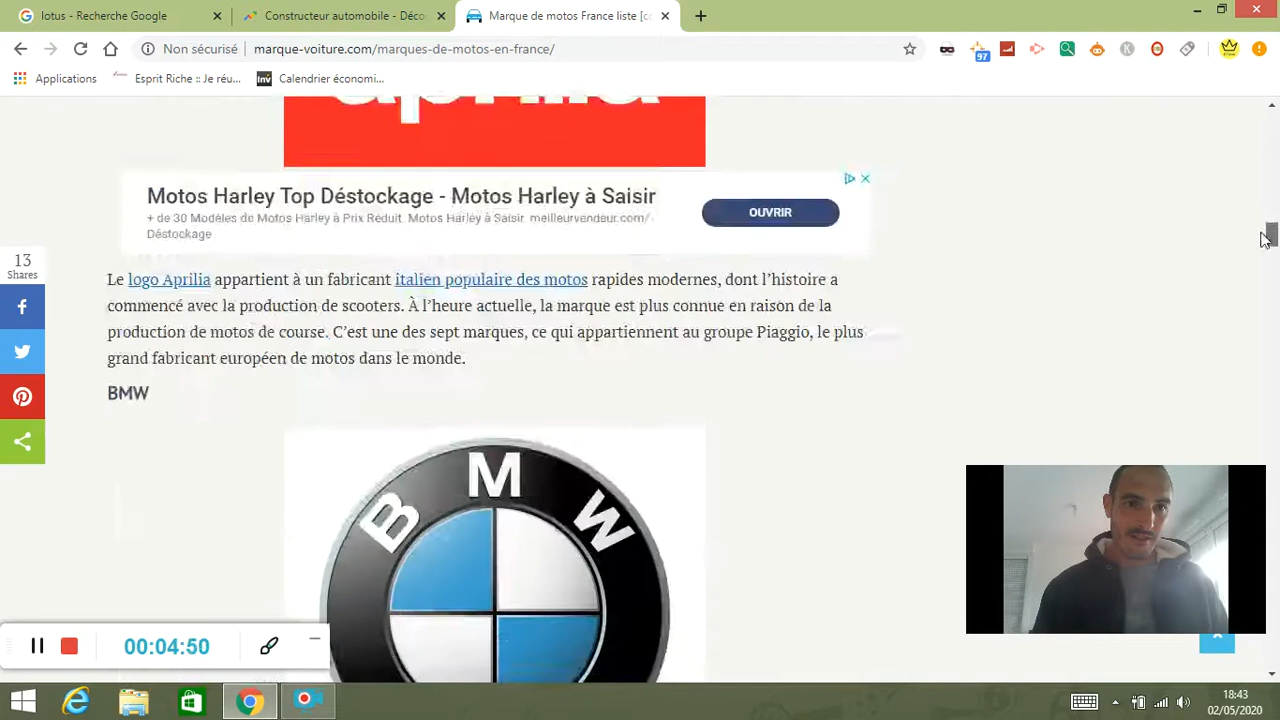 lotus - Recherche Google
Constructeur automobile - Déco
Marque de motos France liste [co
Non sécurisé
marque-voiture.com/marques-de-motos-en-france/
97
Applications
Esprit Riche :: Je réu...
Inv
Calendrier économi...
aprilia
Motos Harley Top Déstockage - Motos Harley à Saisir
+ de 30 Modèles de Motos Harley à Prix Réduit. Motos Harley à Saisir. meilleurvendeur.com/
Déstockage
OUVRIR
13
Shares
Le logo Aprilia appartient à un fabricant italien populaire des motos rapides modernes, dont l'histoire a
commencé avec la production de scooters. À l'heure actuelle, la marque est plus connue en raison de la
production de motos de course. C'est une des sept marques, ce qui appartiennent au groupe Piaggio, le plus
grand fabricant européen de motos dans le monde.
BMW
BMW
00:04:50
18:43
02/05/2020